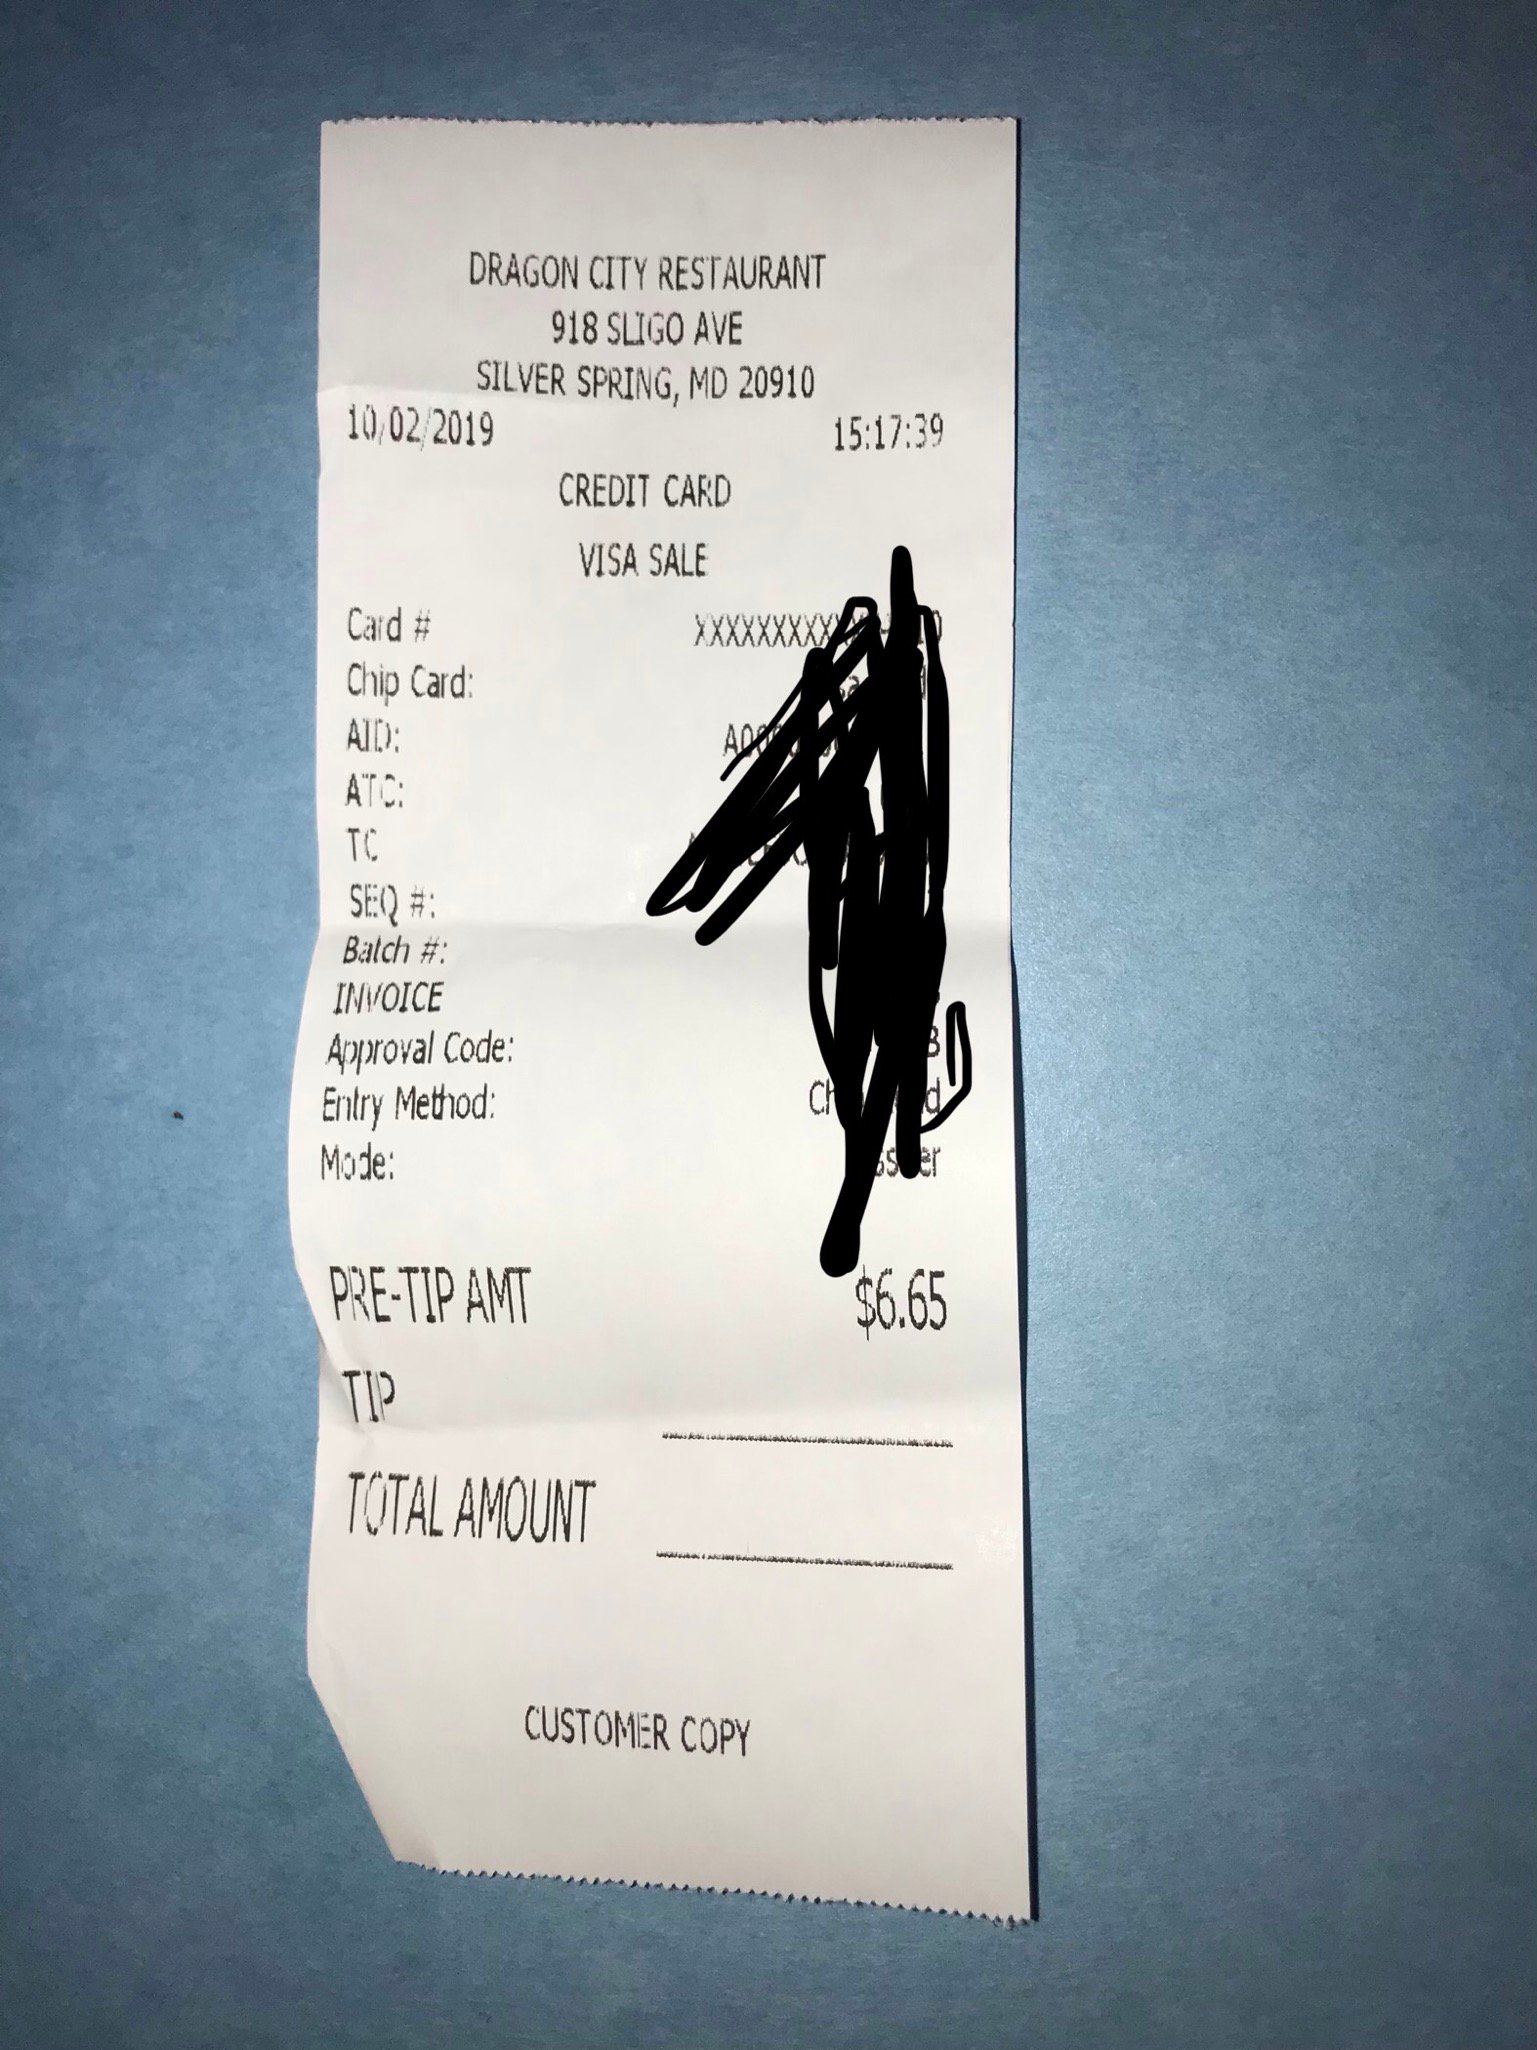 DRAGON CITY RESTAURANT
918 SLIGO AVE
SILVER SPRING, MD 20910
10/02/2019 15:17:39
CREDIT CARD
VISA SALE
Card #
Chip Card:
AID:
ATC:
TC
SEQ #:
Batch #:
INVOICE
Approval Code:
Entry Method:
Mode:
PRE-TIP AMT $6.65
TIP
TOTAL AMOUNT
CUSTOMER COPY